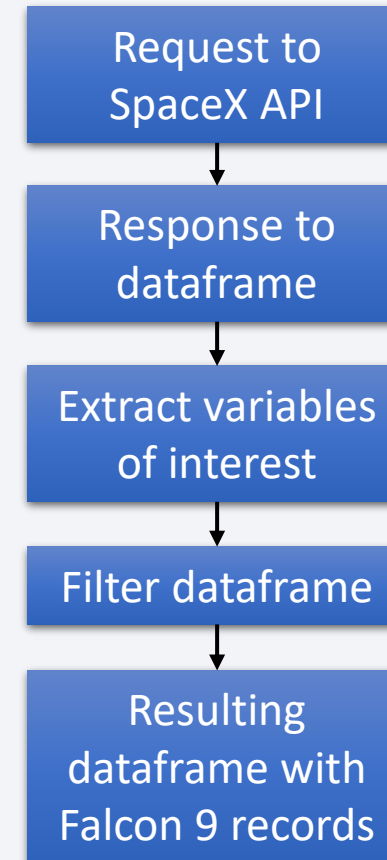 Request to
SpaceX API
Response to
dataframe
Extract variables
of interest
Filter dataframe
Resulting
dataframe with
Falcon 9 records